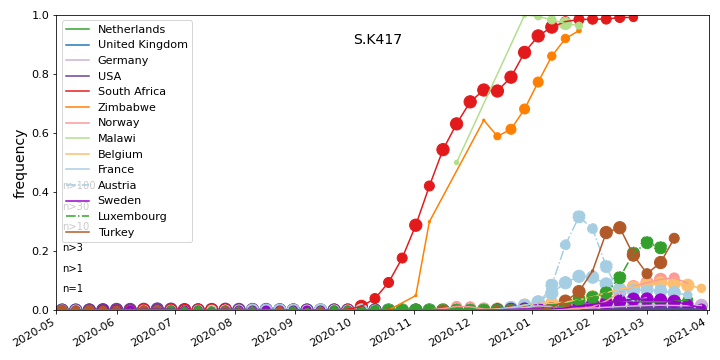 S.K417
frequency
1.0
0.8
0.6
0.4
0.2
0.0
Netherlands
United Kingdom
Germany
USA
South Africa
Zimbabwe
Norway
Malawi
Belgium
France
Austria
Sweden
Luxembourg
Turkey
n>100
n>30
n>10
n>3
n>1
n=1
2020-05
2020-06
2020-07
2020-08
2020-09
2020-10
2020-11
2020-12
2021-01
2021-02
2021-03
2021-04